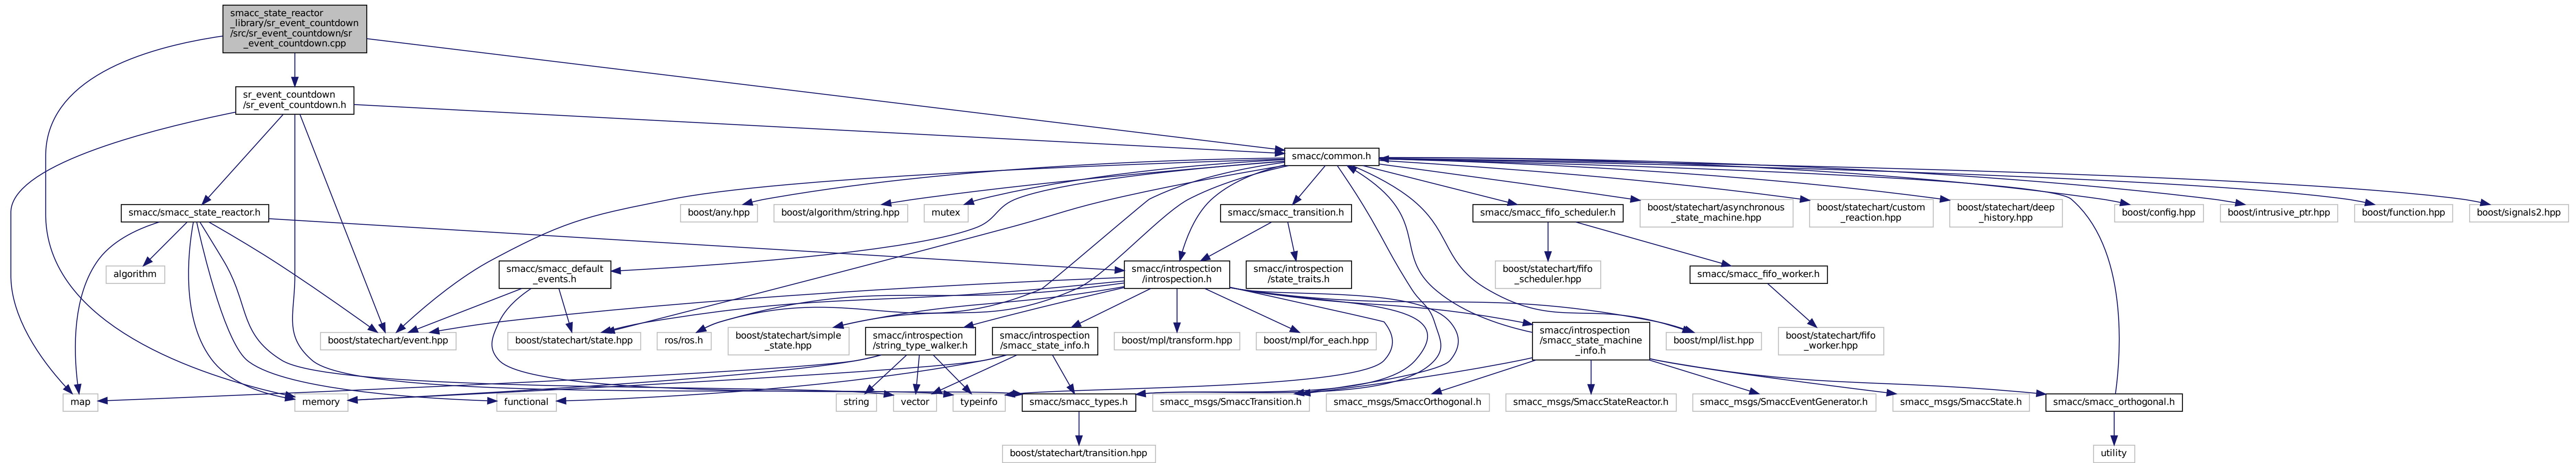 smacc_state_reactor
_library/sr_event_countdown
/src/sr_event_countdown/sr
_event_countdown.cpp
sr_event_countdown
/sr_event_countdown.h
smacc/common.h
smacc/smacc_state_reactor.h
boost/any.hpp
boost/algorithm/string.hpp
mutex
smacc/smacc_transition.h
smacc/smacc_fifo_scheduler.h
boost/statechart/asynchronous
_state_machine.hpp
boost/statechart/custom
_reaction.hpp
boost/statechart/deep
_history.hpp
boost/config.hpp
boost/intrusive_ptr.hpp
boost/function.hpp
boost/signals2.hpp
algorithm
smacc/smacc_default
_events.h
smacc/introspection
/introspection.h
smacc/introspection
/state_traits.h
boost/statechart/fifo
_scheduler.hpp
smacc/smacc_fifo_worker.h
boost/statechart/event.hpp
boost/statechart/state.hpp
ros/ros.h
boost/statechart/simple
_state.hpp
smacc/introspection
/string_type_walker.h
smacc/introspection
/smacc_state_info.h
boost/mpl/transform.hpp
boost/mpl/for_each.hpp
smacc/introspection
/smacc_state_machine
_info.h
boost/mpl/list.hpp
boost/statechart/fifo
_worker.hpp
map
memory
functional
string
vector
typeinfo
smacc/smacc_types.h
smacc_msgs/SmaccTransition.h
smacc_msgs/SmaccOrthogonal.h
smacc_msgs/SmaccStateReactor.h
smacc_msgs/SmaccEventGenerator.h
smacc_msgs/SmaccState.h
smacc/smacc_orthogonal.h
boost/statechart/transition.hpp
utility